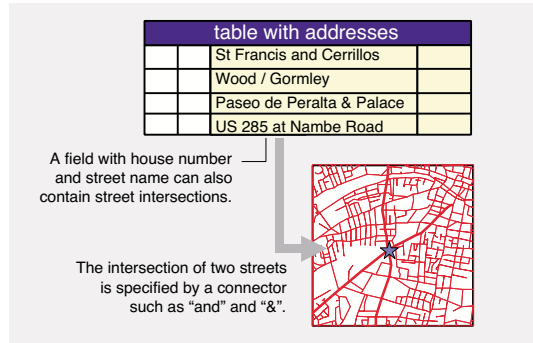 table with addresses
St Francis and Cerrillos
Wood / Gormley
Paseo de Peralta & Palace
US 285 at Nambe Road
A field with house number
and street name can also
contain street intersections.
The intersection of two streets
is specified by a connector
such as “and” and “&”.